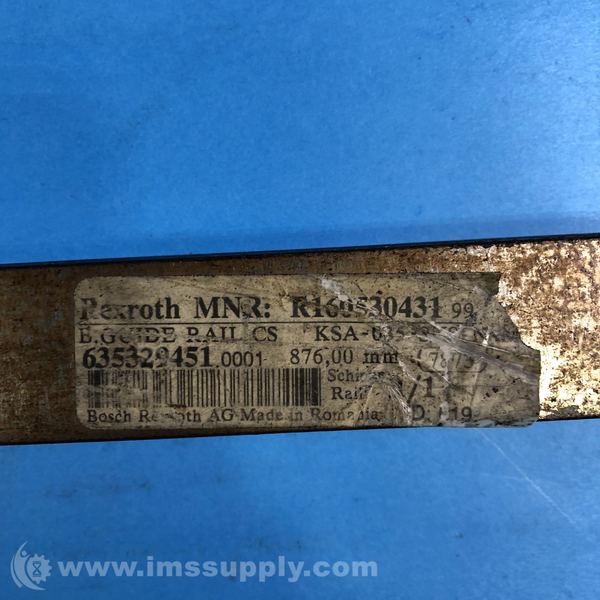 Rexroth MNR: R160530431 99
B.GUIDE RAIL CS
635329451.0001 876,00 mm
Rail
Bosch Rexroth AG Made in Romania
www.imssupply.com